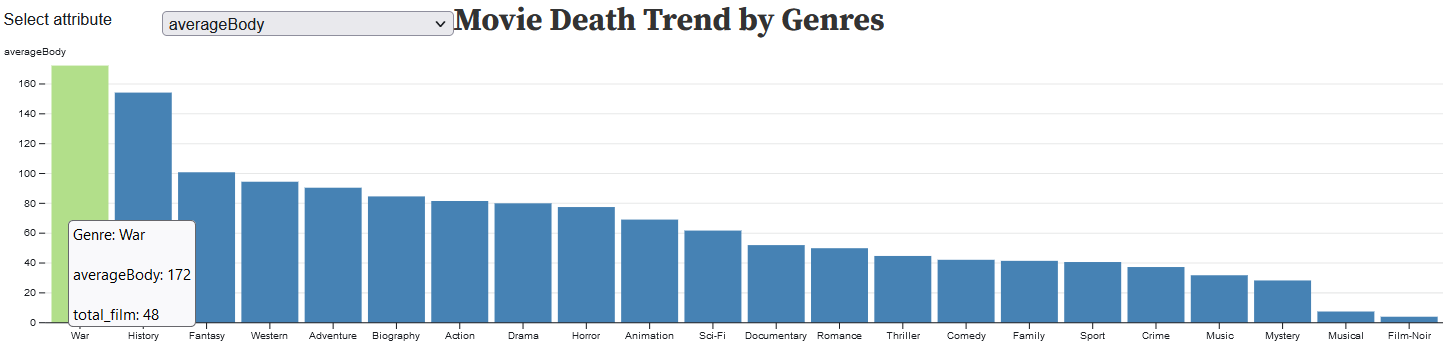 Select attribute averageBody Movie Death Trend by Genres
averageBody
160
140
120
100
80
60
40
20
0
Genre: War
averageBody: 172
total_film: 48
War History Fantasy Western Adventure Biography Action Drama Horror Animation Sci-Fi Documentary Romance Thriller Comedy Family Sport Crime Music Mystery Musical Film-Noir